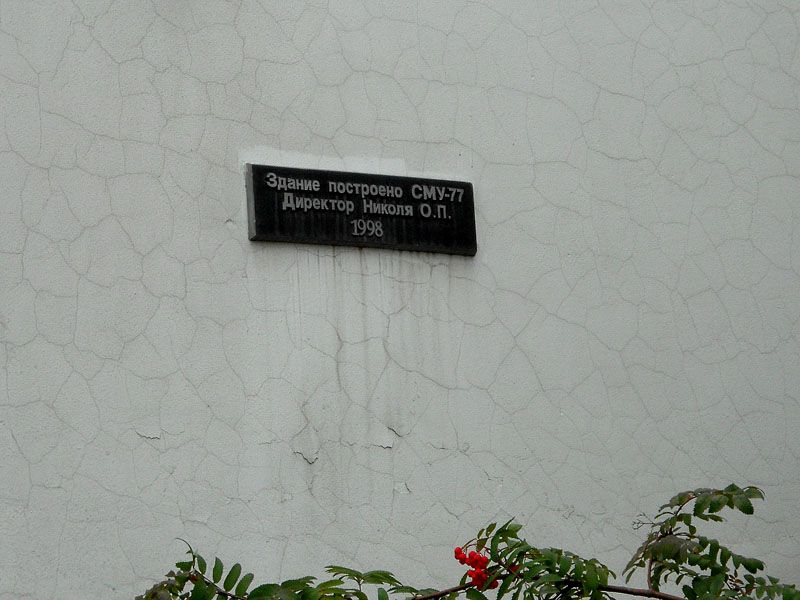 Здание построено СМУ-77
Директор Николя О.П.
1998